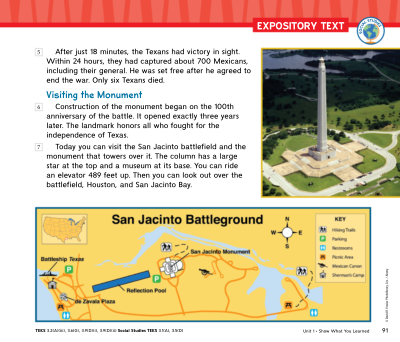 EXPOSITORY TEXT
SOCIAL STUDIES
5 After just 18 minutes, the Texans had victory in sight.
Within 24 hours, they had captured about 700 Mexicans,
including their general. He was set free after he agreed to
end the war. Only six Texans died.
Visiting the Monument
6 Construction of the monument began on the 100th
anniversary of the battle. It opened exactly three years
later. The landmark honors all who fought for the
independence of Texas.
7 Today you can visit the San Jacinto battlefield and the
monument that towers over it. The column has a large
star at the top and a museum at its base. You can ride
an elevator 489 feet up. Then you can look out over the
battlefield, Houston, and San Jacinto Bay.
San Jacinto Battleground
N
W
E
S
KEY
Hiking Trails
Parking
Restrooms
Picnic Area
Mexican Cannon
Sherman's Camp
San Jacinto Monument
Battleship Texas
P
P
Reflection Pool
de Zavala Plaza
Unit 1 • Show What You Learned 91